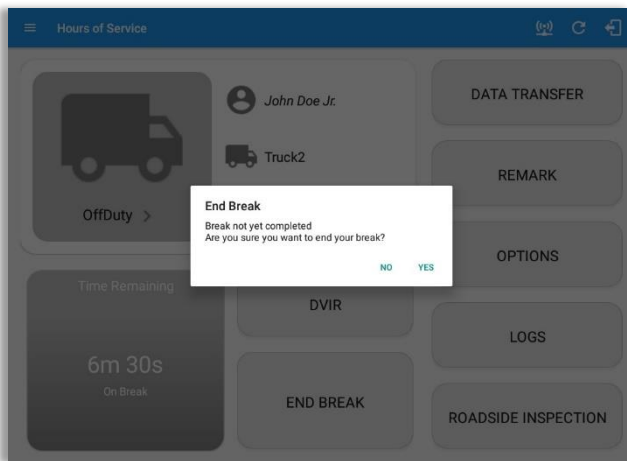 Hours of Service
John Doe Jr.
Truck2
OffDuty
End Break
Break not yet completed
Are you sure you want to end your break?
NO YES
Time Remaining
6m 30s
On Break
DVIR
END BREAK
DATA TRANSFER
REMARK
OPTIONS
LOGS
ROADSIDE INSPECTION